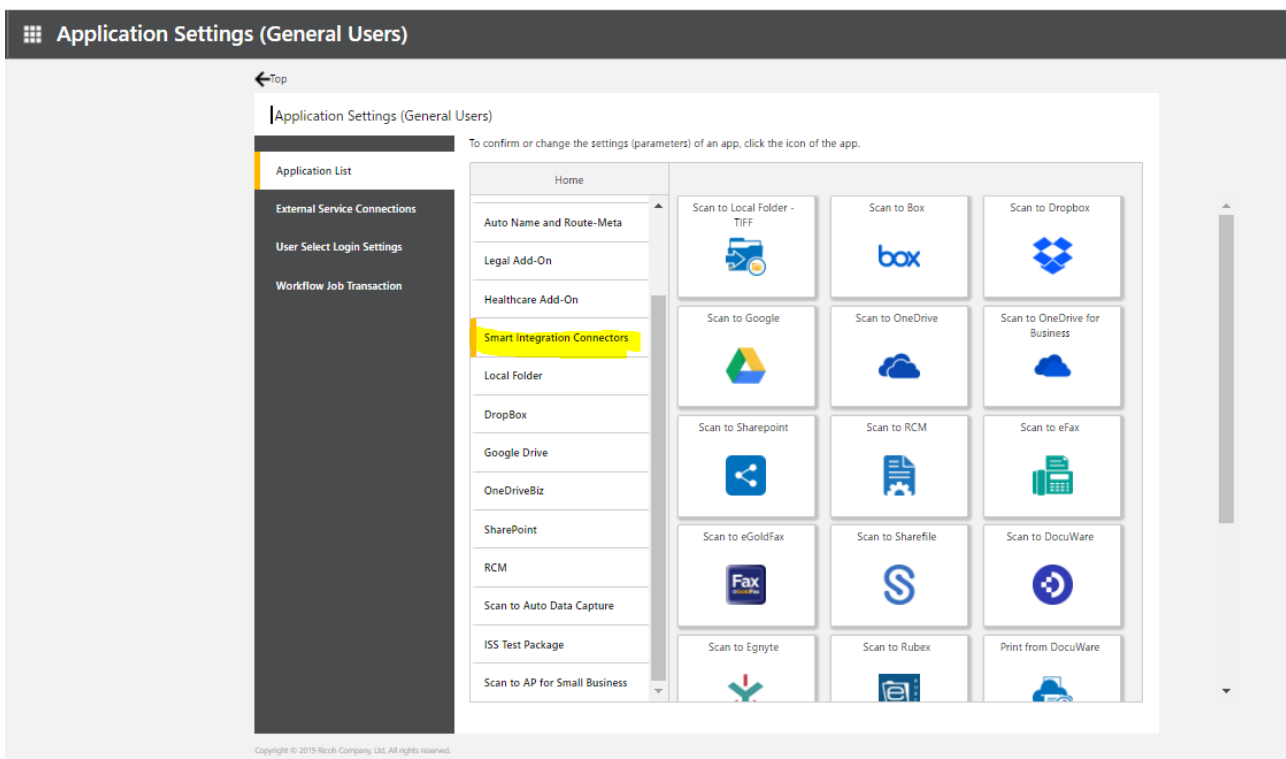 Application Settings (General Users)
Top
Application Settings (General Users)
To confirm or change the settings (parameters) of an app, click the icon of the app.
Application List
External Service Connections
User Select Login Settings
Workflow Job Transaction
Home
Auto Name and Route-Meta
Legal Add-On
Healthcare Add-On
Smart Integration Connectors
Local Folder
DropBox
Google Drive
OneDriveBiz
SharePoint
RCM
Scan to Auto Data Capture
ISS Test Package
Scan to AP for Small Business
Scan to Local Folder -
TIFF
Scan to Box
box
Scan to Dropbox
Scan to Google
Scan to OneDrive
Scan to OneDrive for
Business
Scan to Sharepoint
Scan to RCM
Scan to eFax
Scan to eGoldFax
Fax
Scan to Sharefile
Scan to DocuWare
Scan to Egnyte
Scan to Rubex
Print from DocuWare
Copyright © 2019 Ricoh Company, Ltd. All rights reserved.